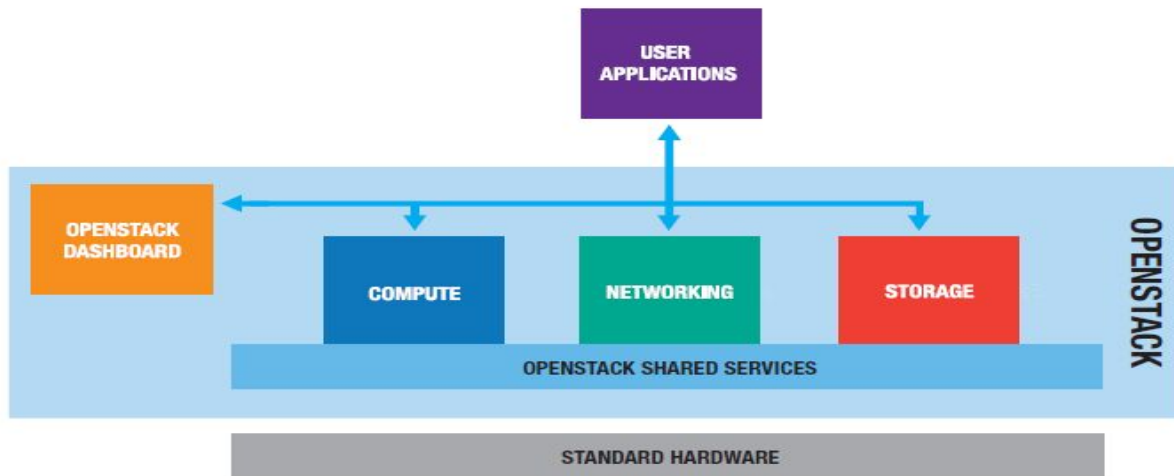 USER
APPLICATIONS
OPENSTACK
DASHBOARD
COMPUTE
NETWORKING
STORAGE
OPENSTACK
OPENSTACK SHARED SERVICES
STANDARD HARDWARE